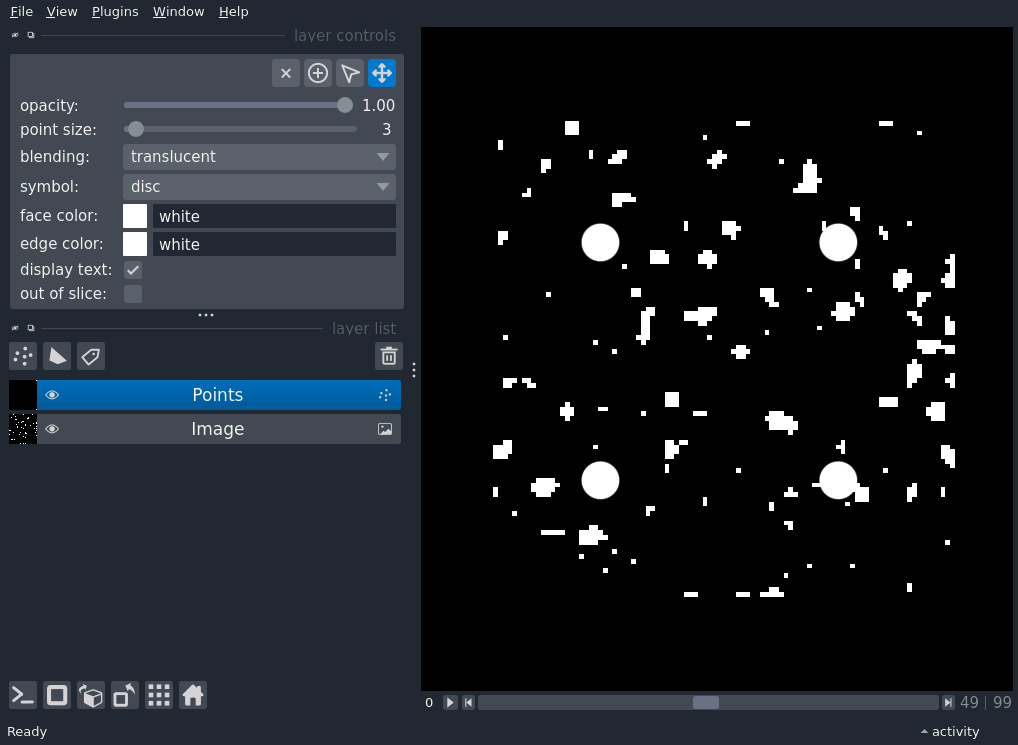 File View Plugins Window Help
layer controls
opacity: 1.00
point size: 3
blending: translucent
symbol: disc
face color: white
edge color: white
display text:
out of slice:
layer list
Points
Image
0 49 | 99
Ready activity